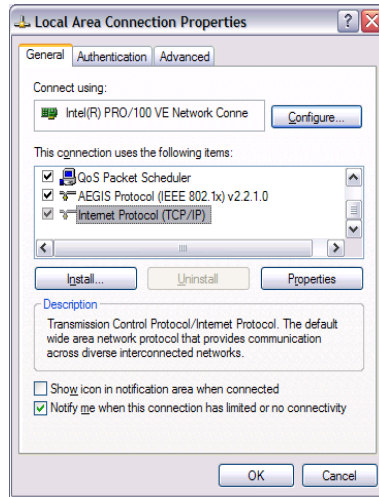 Local Area Connection Properties
General Authentication Advanced
Connect using:
Intel(R) PRO/100 VE Network Conne Configure...
This connection uses the following items:
QoS Packet Scheduler
AEGIS Protocol (IEEE 802.1x) v2.2.1.0
Internet Protocol (TCP/IP)
Install... Uninstall Properties
Description
Transmission Control Protocol/Internet Protocol. The default
wide area network protocol that provides communication
across diverse interconnected networks.
Show icon in notification area when connected
Notify me when this connection has limited or no connectivity
OK Cancel